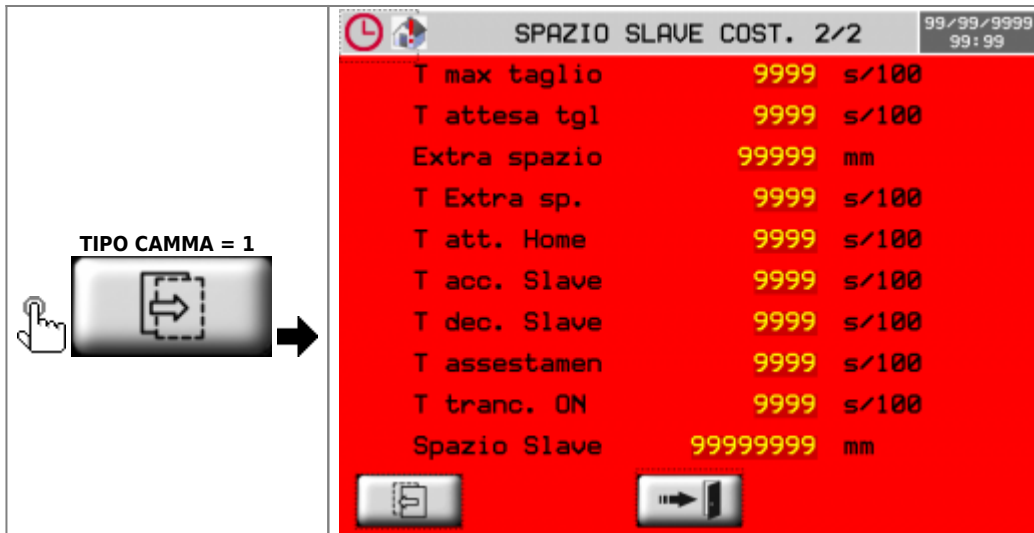 TIPO CAMMA = 1
SPAZIO SLAVE COST. 2/2
99/99/9999
99:99
T max taglio 9999 s/100
T attesa tgl 9999 s/100
Extra spazio 99999 mm
T Extra sp. 9999 s/100
T att. Home 9999 s/100
T acc. Slave 9999 s/100
T dec. Slave 9999 s/100
T assestamen 9999 s/100
T tranc. ON 9999 s/100
Spazio Slave 99999999 mm